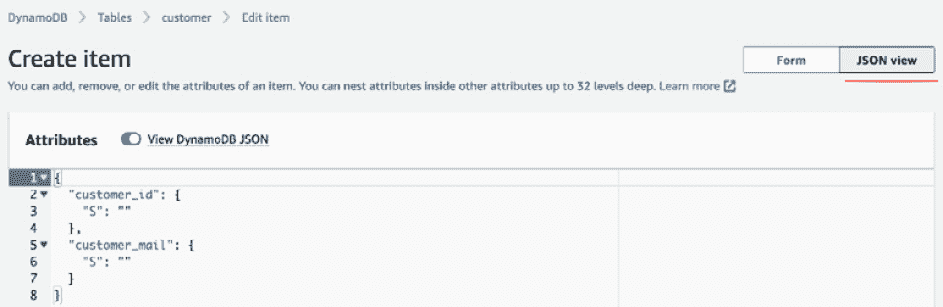 DynamoDB > Tables > customer > Edit item
Create item
Form
JSON view
You can add, remove, or edit the attributes of an item. You can nest attributes inside other attributes up to 32 levels deep. Learn more
Attributes
View DynamoDB JSON
1 {
2 "customer_id": {
3 "S": ""
4 },
5 "customer_mail": {
6 "S": ""
7 }
8 }